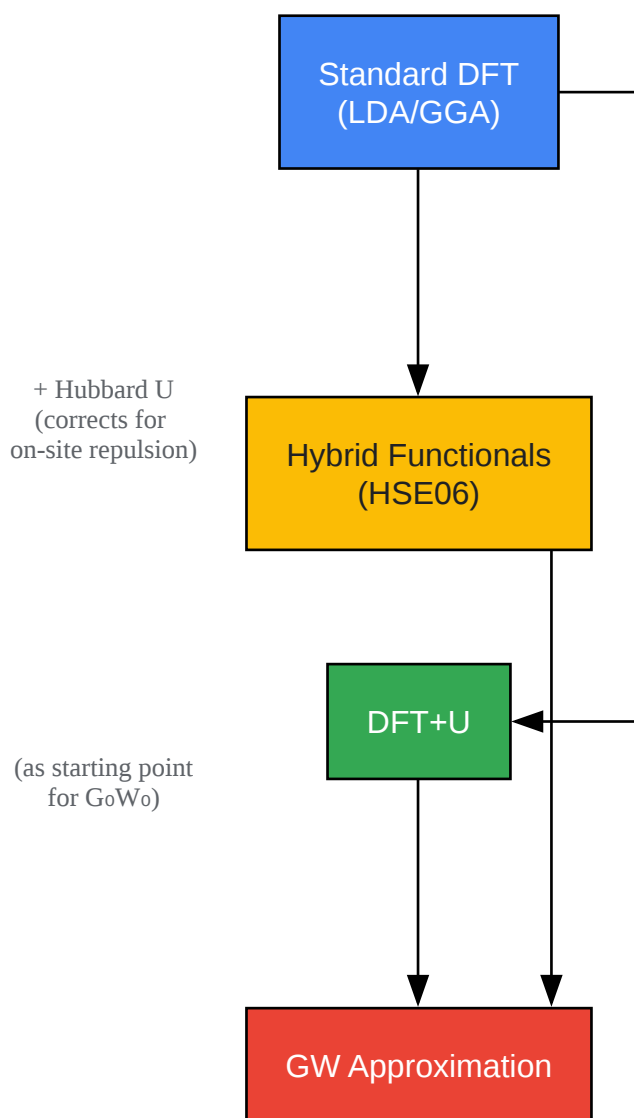 Standard DFT
(LDA/GGA)
+ Hubbard U
(corrects for
on-site repulsion)
Hybrid Functionals
(HSE06)
DFT+U
(as starting point
for G₀W₀)
GW Approximation